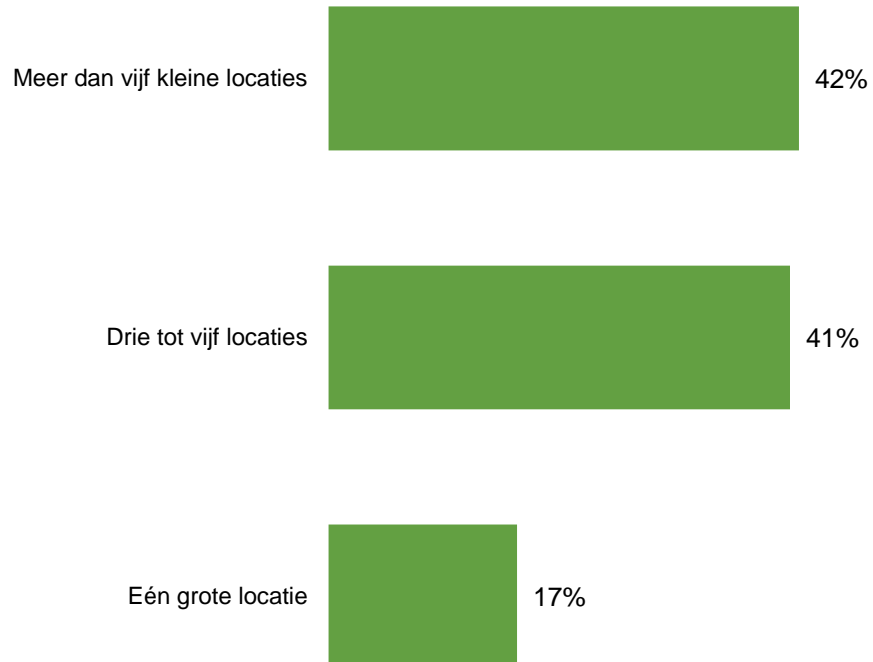 Meer dan vijf kleine locaties 42%
Drie tot vijf locaties 41%
Eén grote locatie 17%